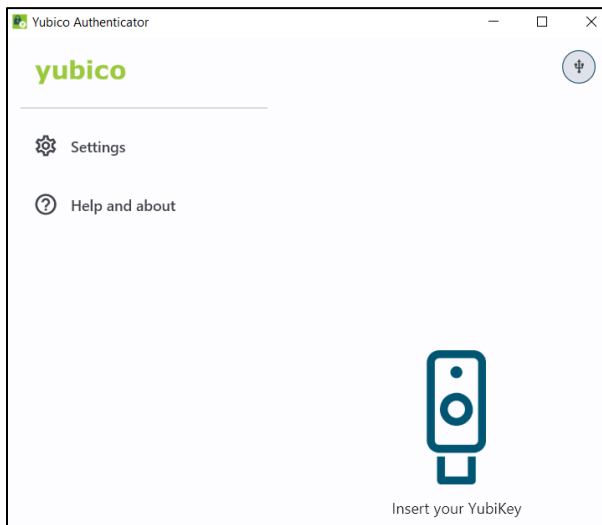 Yubico Authenticator
yubico
Settings
Help and about
Insert your YubiKey